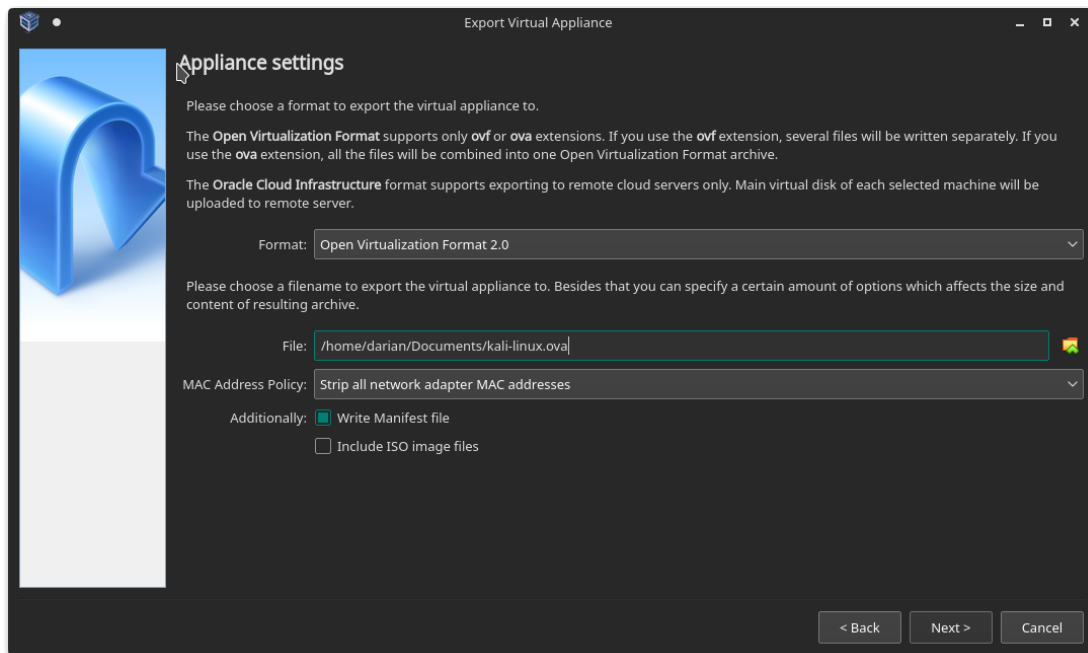 Export Virtual Appliance
Appliance settings
Please choose a format to export the virtual appliance to.
The Open Virtualization Format supports only ovf or ova extensions. If you use the ovf extension, several files will be written separately. If you
use the ova extension, all the files will be combined into one Open Virtualization Format archive.
The Oracle Cloud Infrastructure format supports exporting to remote cloud servers only. Main virtual disk of each selected machine will be
uploaded to remote server.
Format: Open Virtualization Format 2.0
Please choose a filename to export the virtual appliance to. Besides that you can specify a certain amount of options which affects the size and
content of resulting archive.
File: /home/darian/Documents/kali-linux.ova
MAC Address Policy: Strip all network adapter MAC addresses
Additionally: Write Manifest file
Include ISO image files
< Back Next > Cancel